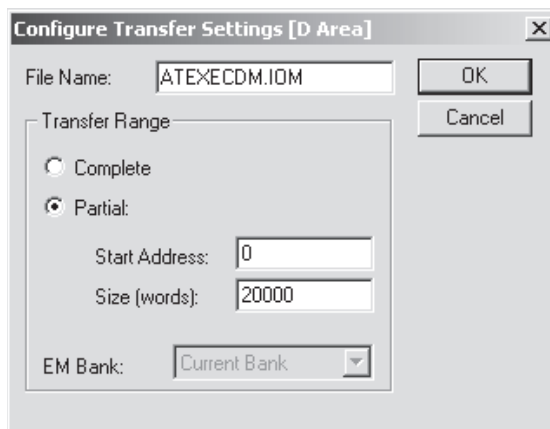 Configure Transfer Settings [D Area]
File Name: ATEXECDM.IOM
OK
Cancel
Transfer Range
Complete
Partial:
Start Address: 0
Size (words): 20000
EM Bank: Current Bank